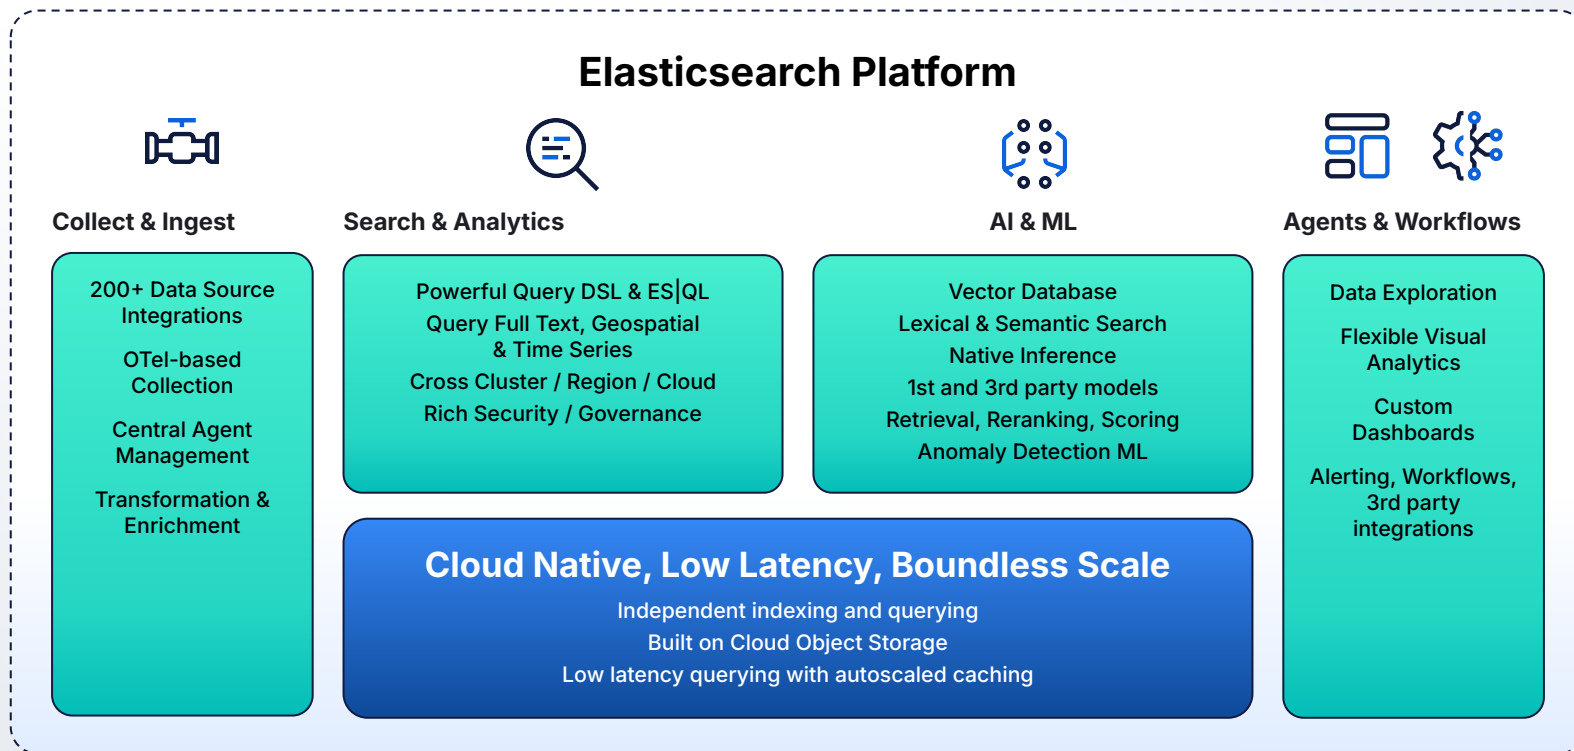 Elasticsearch Platform
Collect & Ingest
200+ Data Source
Integrations
OTel-based
Collection
Central Agent
Management
Transformation &
Enrichment
Search & Analytics
Powerful Query DSL & ES|QL
Query Full Text, Geospatial
& Time Series
Cross Cluster / Region / Cloud
Rich Security / Governance
AI & ML
Vector Database
Lexical & Semantic Search
Native Inference
1st and 3rd party models
Retrieval, Reranking, Scoring
Anomaly Detection ML
Cloud Native, Low Latency, Boundless Scale
Independent indexing and querying
Built on Cloud Object Storage
Low latency querying with autoscaled caching
Agents & Workflows
Data Exploration
Flexible Visual
Analytics
Custom
Dashboards
Alerting, Workflows,
3rd party
integrations